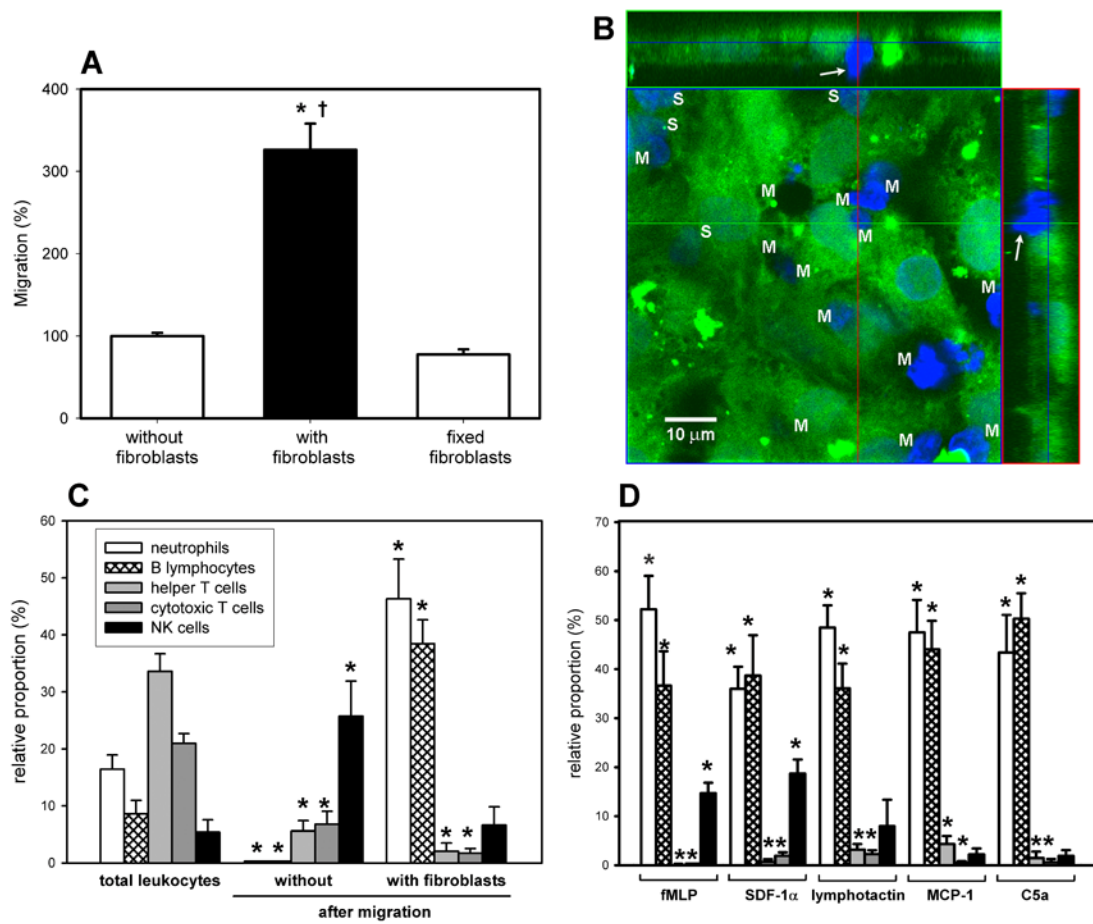 A
Migration (%)
400
300
200
100
0
* †
without
fibroblasts
with
fibroblasts
fixed
fibroblasts
B
S
S
M
M
M
M
S
M
M
M
M
M
M
M
M
M
10 μm
C
relative proportion (%)
60
50
40
30
20
10
0
neutrophils
B lymphocytes
helper T cells
cytotoxic T cells
NK cells
* * * * *
* * * *
total leukocytes
without
with fibroblasts
after migration
D
relative proportion (%)
70
60
50
40
30
20
10
0
* * ** *
* * ** *
* * **
* * * *
* * **
fMLP
SDF-1α
lymphotactin
MCP-1
C5a